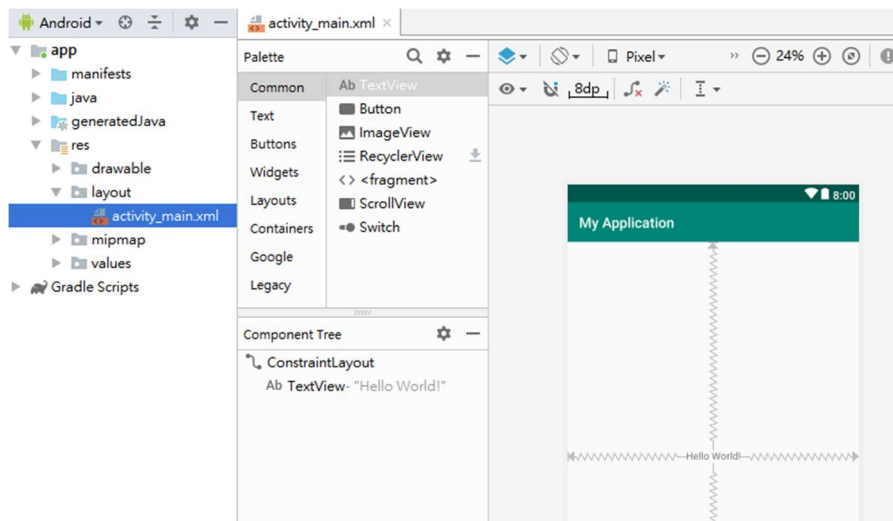 Android
activity_main.xml
app
manifests
java
generatedJava
res
drawable
layout
activity_main.xml
mipmap
values
Gradle Scripts
Palette
Common
Text
Buttons
Widgets
Layouts
Containers
Google
Legacy
Ab TextView
Button
ImageView
RecyclerView
<> <fragment>
ScrollView
Switch
Component Tree
ConstraintLayout
Ab TextView- "Hello World!"
Pixel
24%
8dp
8:00
My Application
Hello World!